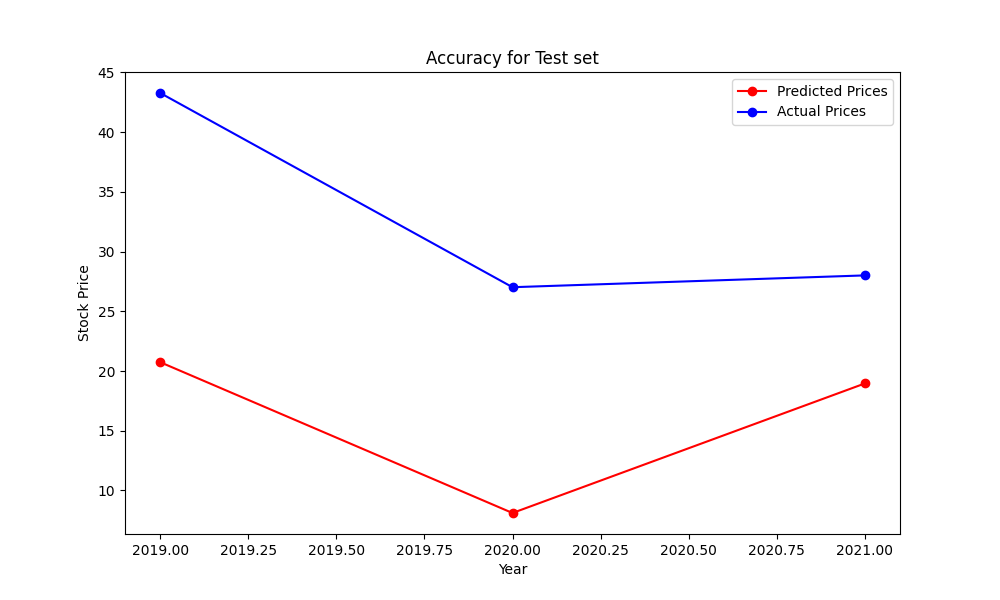 Accuracy for Test set
Predicted Prices
Actual Prices
Stock Price
45
40
35
30
25
20
15
10
2019.00 2019.25 2019.50 2019.75 2020.00 2020.25 2020.50 2020.75 2021.00
Year